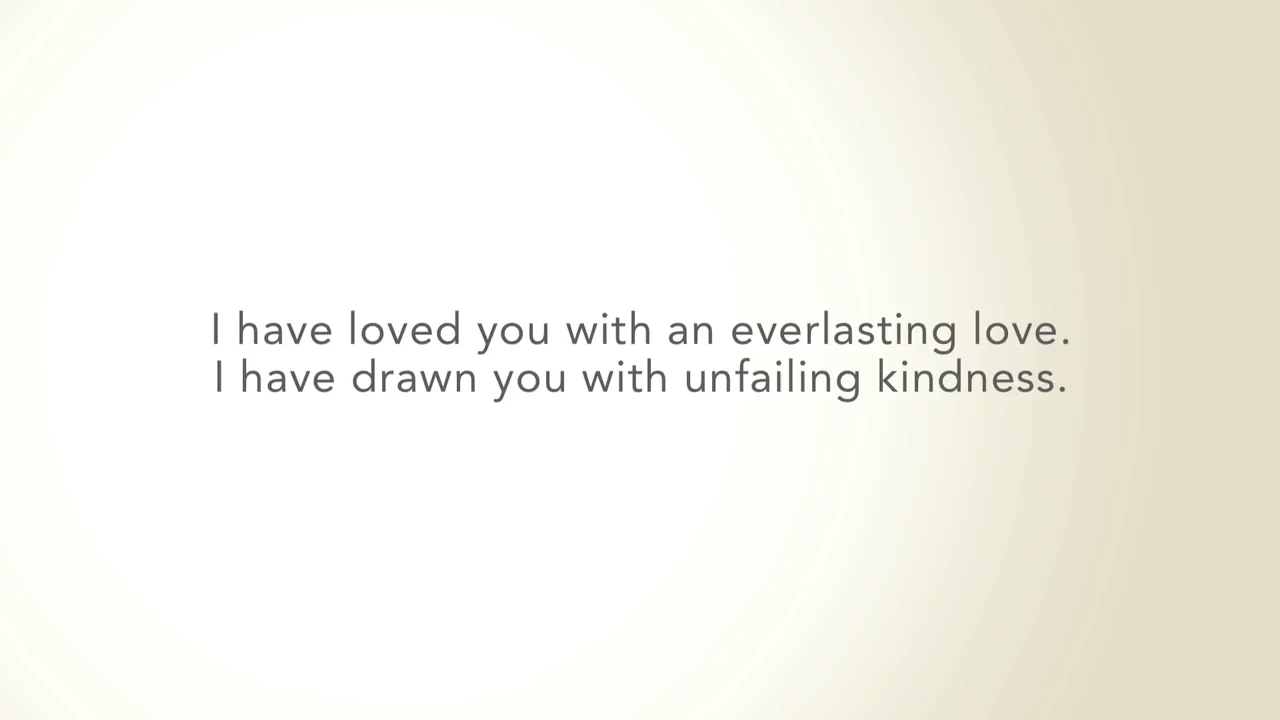 I have loved you with an everlasting love.
I have drawn you with unfailing kindness.